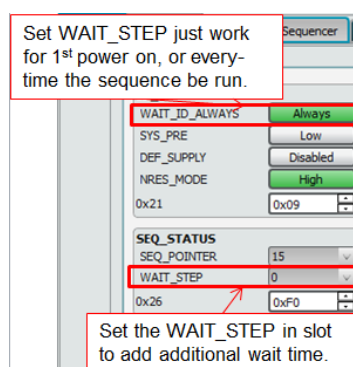 Set WAIT_STEP just work
for 1st power on, or every-
time the sequence be run.
Sequencer
WAIT_ID_ALWAYS Always
SYS_PRE Low
DEF_SUPPLY Disabled
NRES_MODE High
0x21 0x09
SEQ_STATUS
SEQ_POINTER 15
WAIT_STEP 0
0x26 0xF0
Set the WAIT_STEP in slot
to add additional wait time.